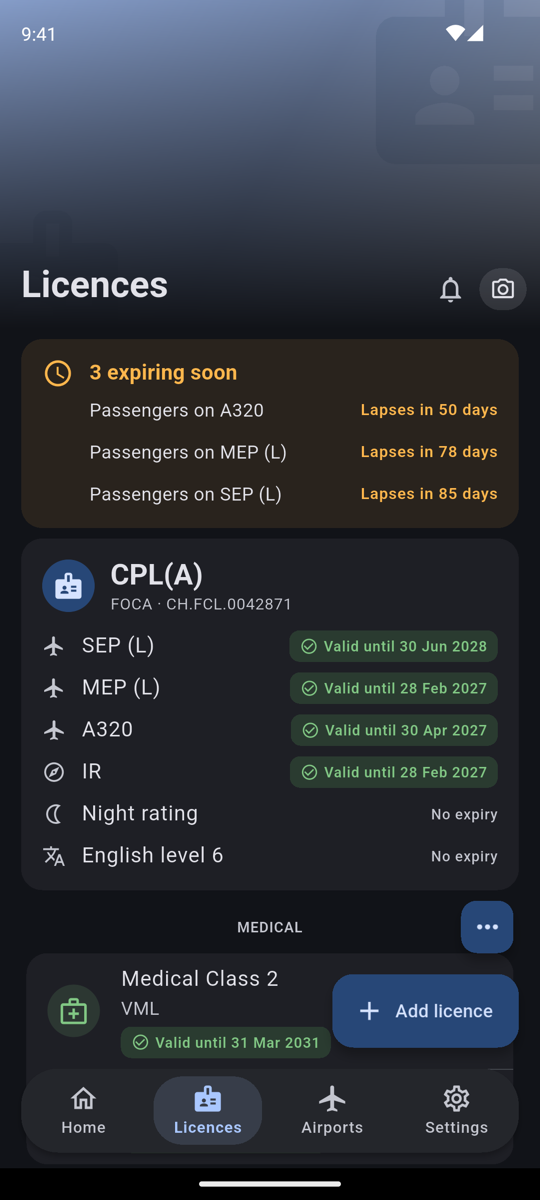 9:41
Licences
3 expiring soon
Passengers on A320 Lapses in 50 days
Passengers on MEP (L) Lapses in 78 days
Passengers on SEP (L) Lapses in 85 days
CPL(A)
FOCA · CH.FCL.0042871
SEP (L) Valid until 30 Jun 2028
MEP (L) Valid until 28 Feb 2027
A320 Valid until 30 Apr 2027
IR Valid until 28 Feb 2027
Night rating No expiry
English level 6 No expiry
MEDICAL
Medical Class 2
VML
Valid until 31 Mar 2031
Add licence
Home Licences Airports Settings